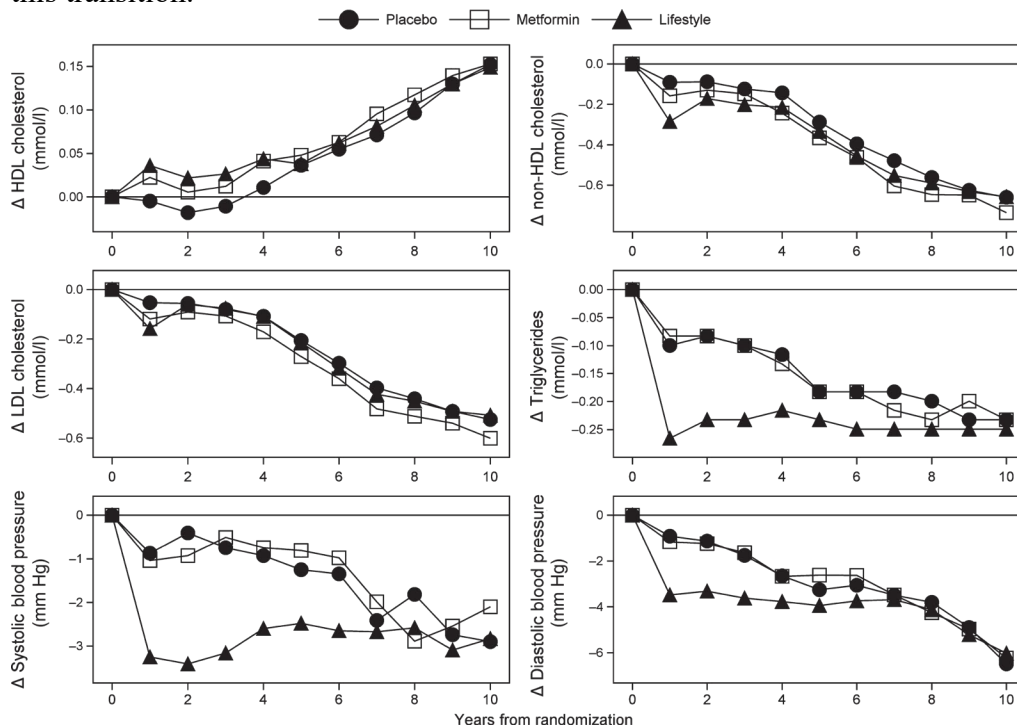 this transition.
Placebo Metformin Lifestyle
Δ HDL cholesterol
(mmol/l)
0.15
0.10
0.05
0.00
0 2 4 6 8 10
Δ non-HDL cholesterol
(mmol/l)
0.0
−0.2
−0.4
−0.6
0 2 4 6 8 10
Δ LDL cholesterol
(mmol/l)
0.0
−0.2
−0.4
−0.6
0 2 4 6 8 10
Δ Triglycerides
(mmol/l)
0.00
−0.05
−0.10
−0.15
−0.20
−0.25
0 2 4 6 8 10
Δ Systolic blood pressure
(mm Hg)
0
−1
−2
−3
0 2 4 6 8 10
Δ Diastolic blood pressure
(mm Hg)
0
−2
−4
−6
0 2 4 6 8 10
Years from randomization